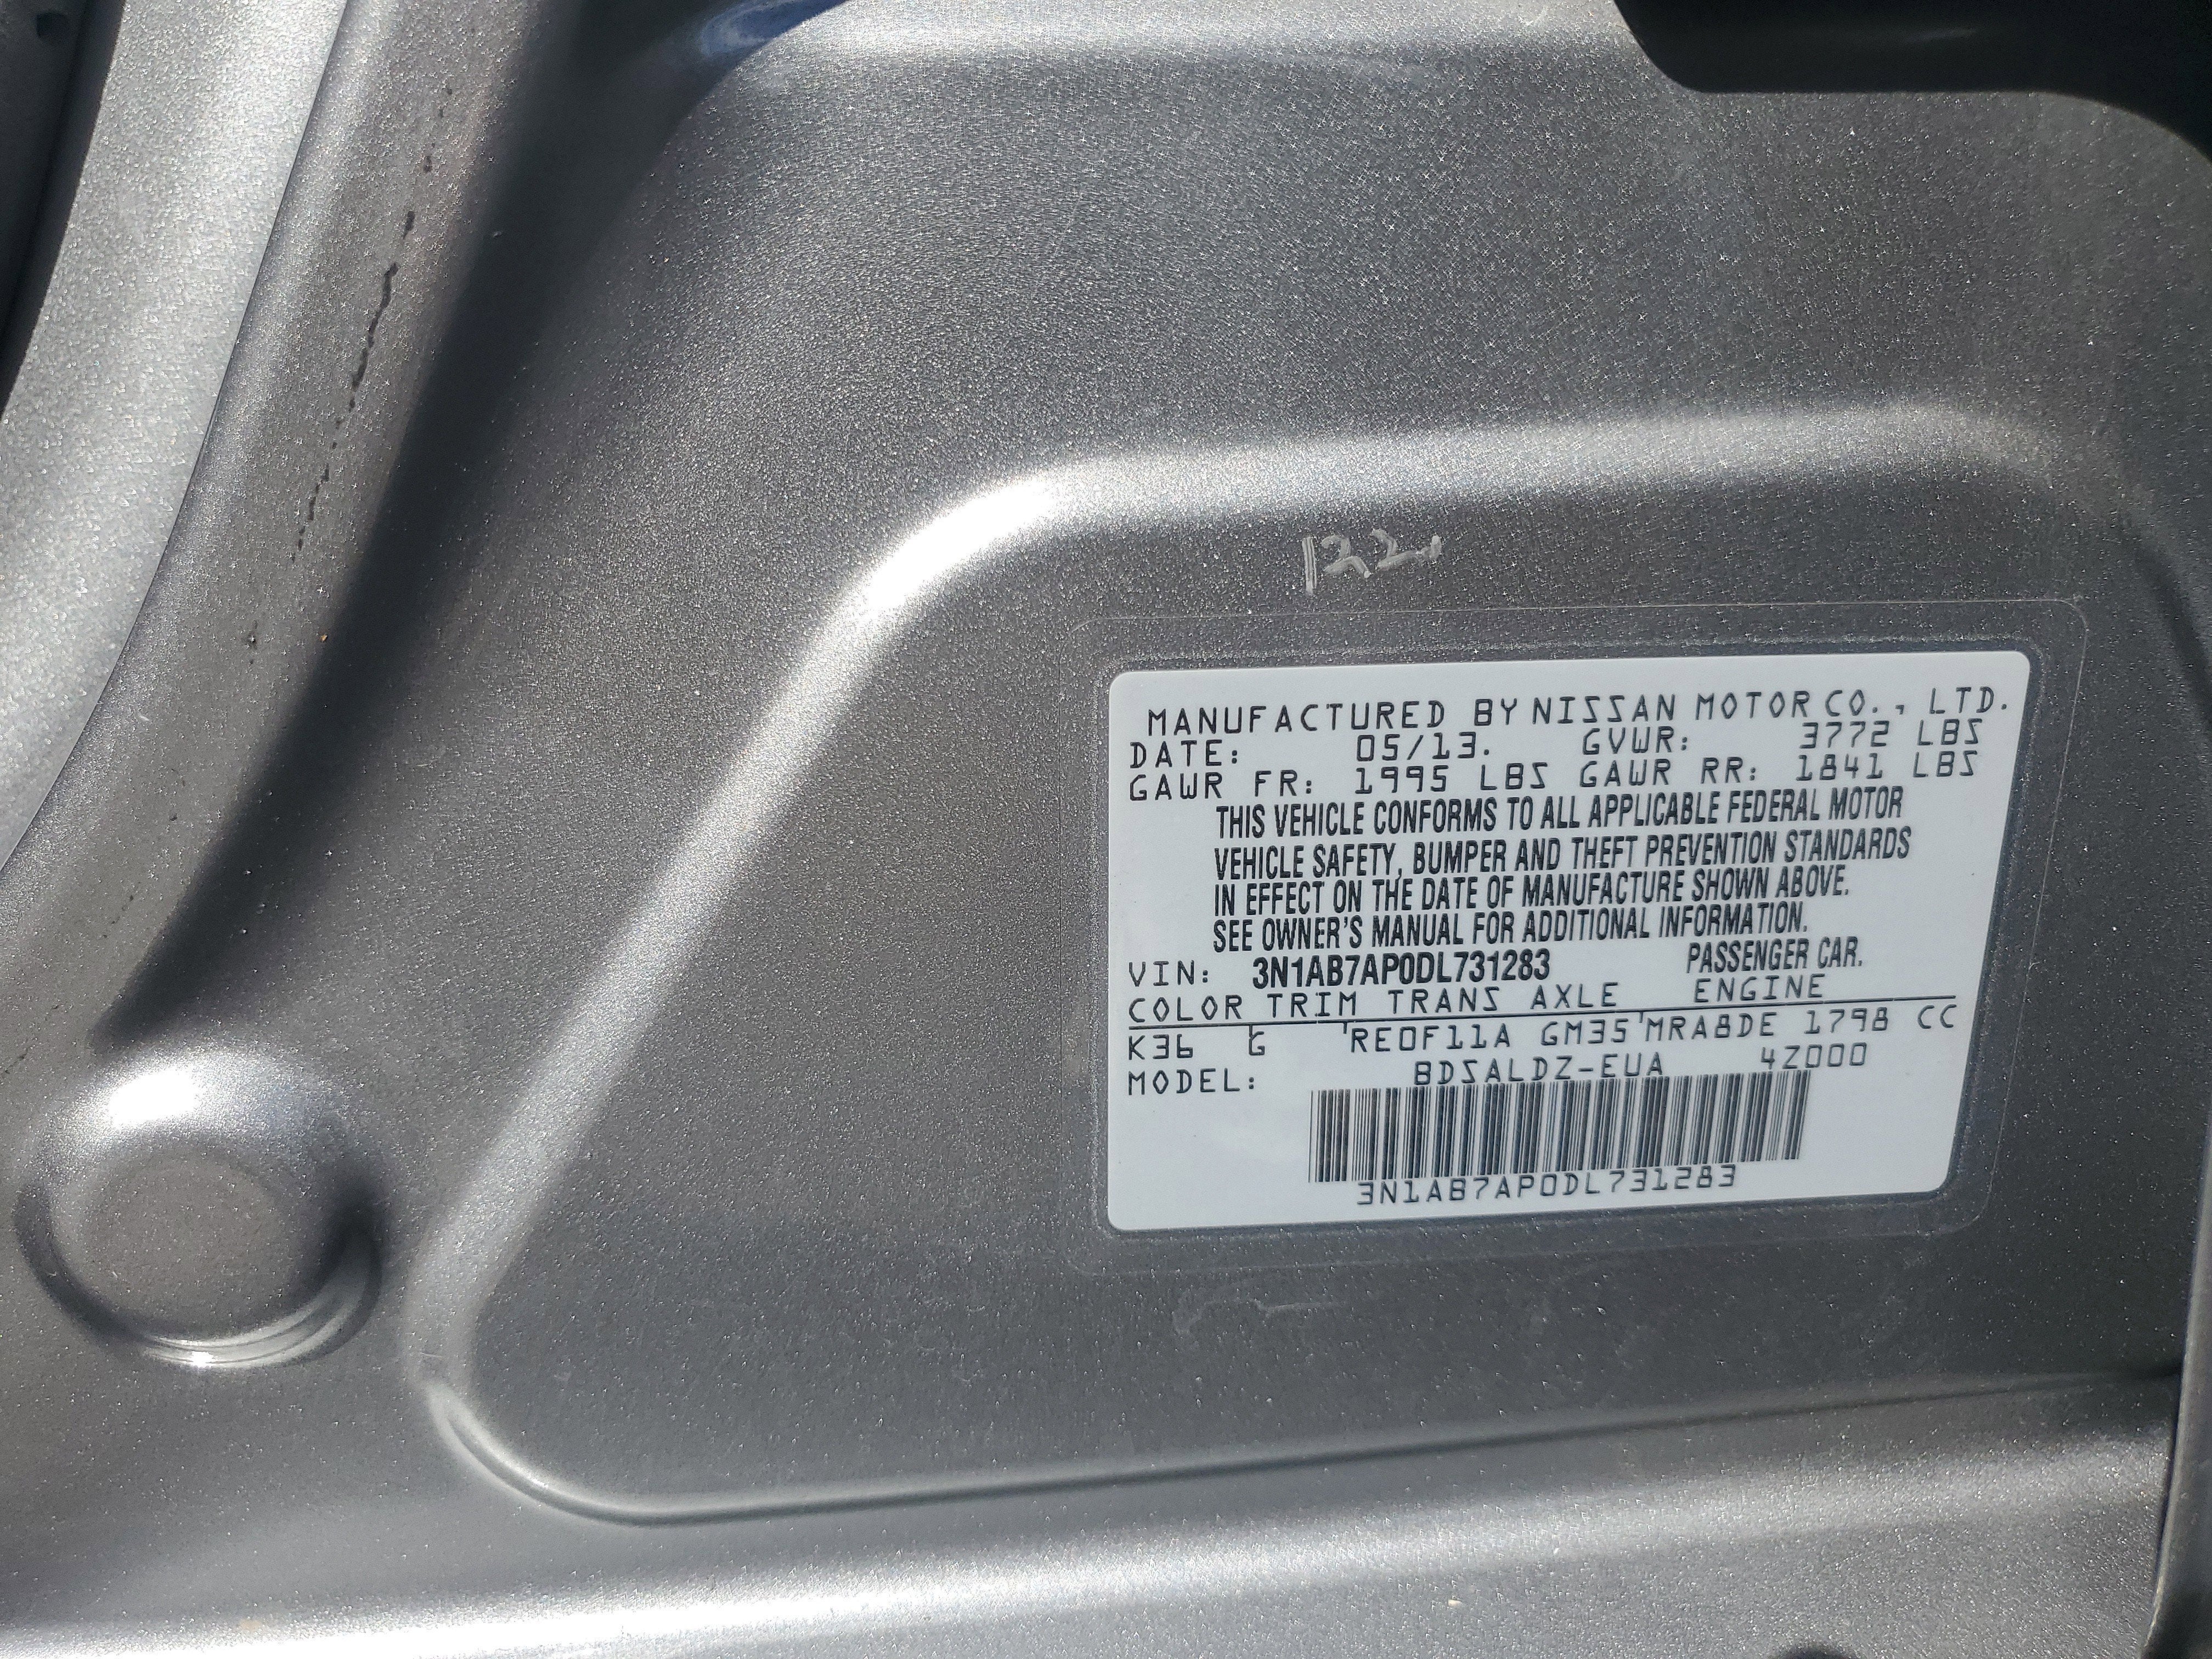 122
MANUFACTURED BY NISSAN MOTOR CO., LTD.
DATE: 05/13. GVWR: 3772 LBS
GAWR FR: 1995 LBS GAWR RR: 1841 LBS
THIS VEHICLE CONFORMS TO ALL APPLICABLE FEDERAL MOTOR
VEHICLE SAFETY, BUMPER AND THEFT PREVENTION STANDARDS
IN EFFECT ON THE DATE OF MANUFACTURE SHOWN ABOVE.
SEE OWNER'S MANUAL FOR ADDITIONAL INFORMATION.
VIN: 3N1AB7AP0DL731283 PASSENGER CAR.
COLOR TRIM TRANS AXLE ENGINE
K36 G RE0F11A GM35 MRA8DE 1798 CC
MODEL: BDSALDZ-EUA 4Z000
3N1AB7AP0DL731283